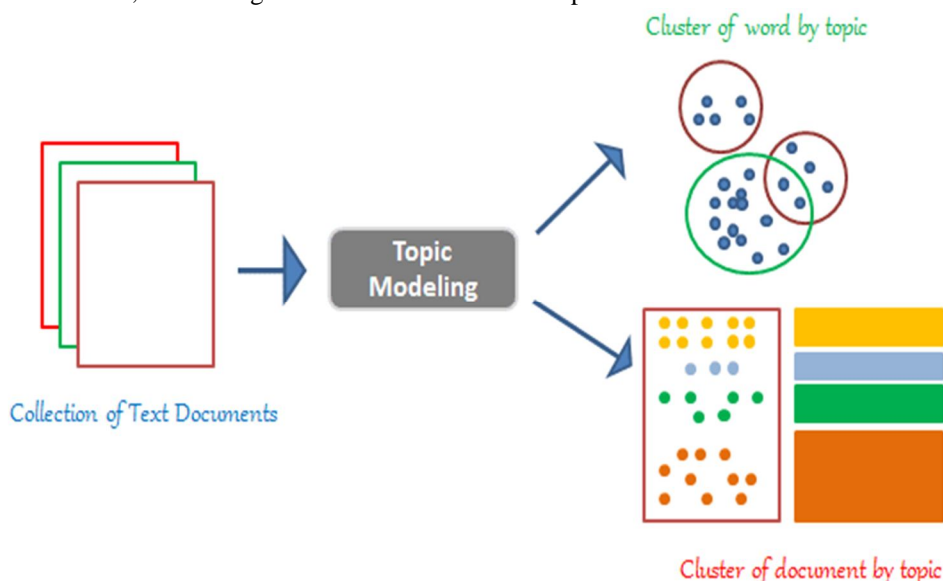 Cluster of word by topic
Topic
Modeling
Collection of Text Documents
Cluster of document by topic